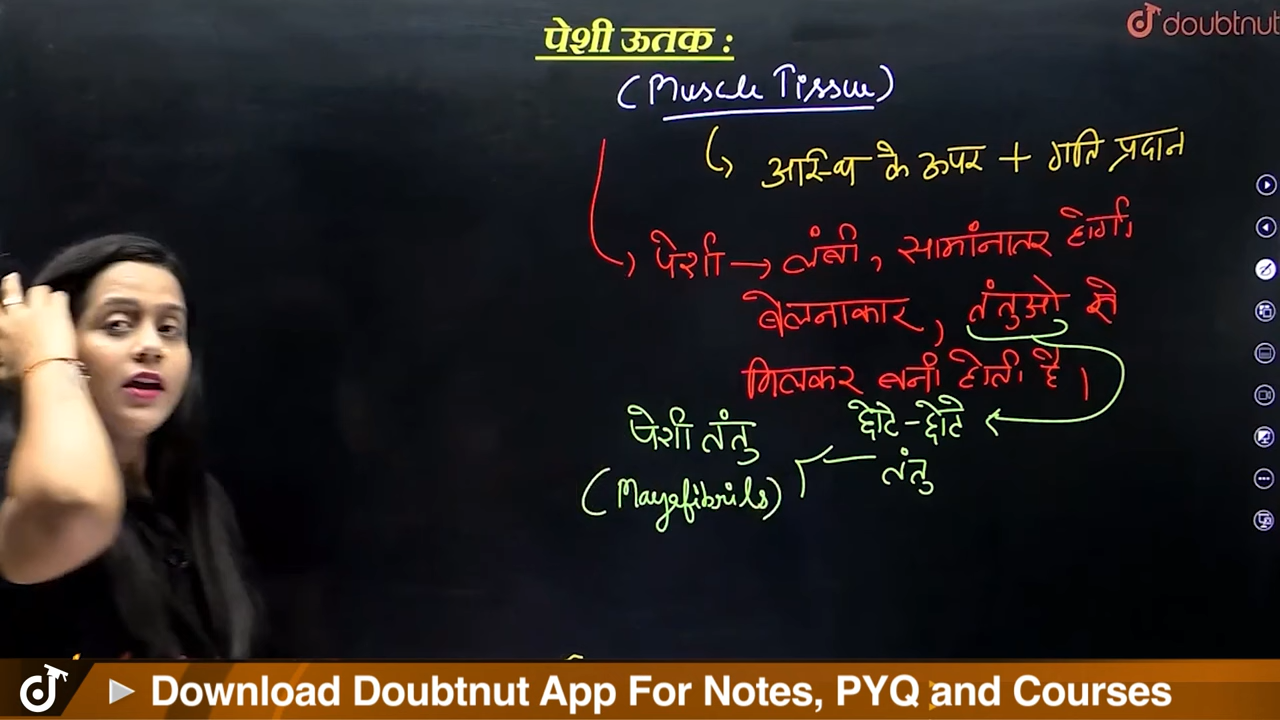 doubtnut
पेशी ऊतक :
(Muscle Tissue)
अस्थि के ऊपर + गति प्रदान
पेशी → लंबी, सामांनातर होगी।
बेलनाकार, तंतुओ से
मिलकर बनी होती है।
पेशी तंतु
छोटे-छोटे
तंतु
(Mayofibrils)
Download Doubtnut App For Notes, PYQ and Courses